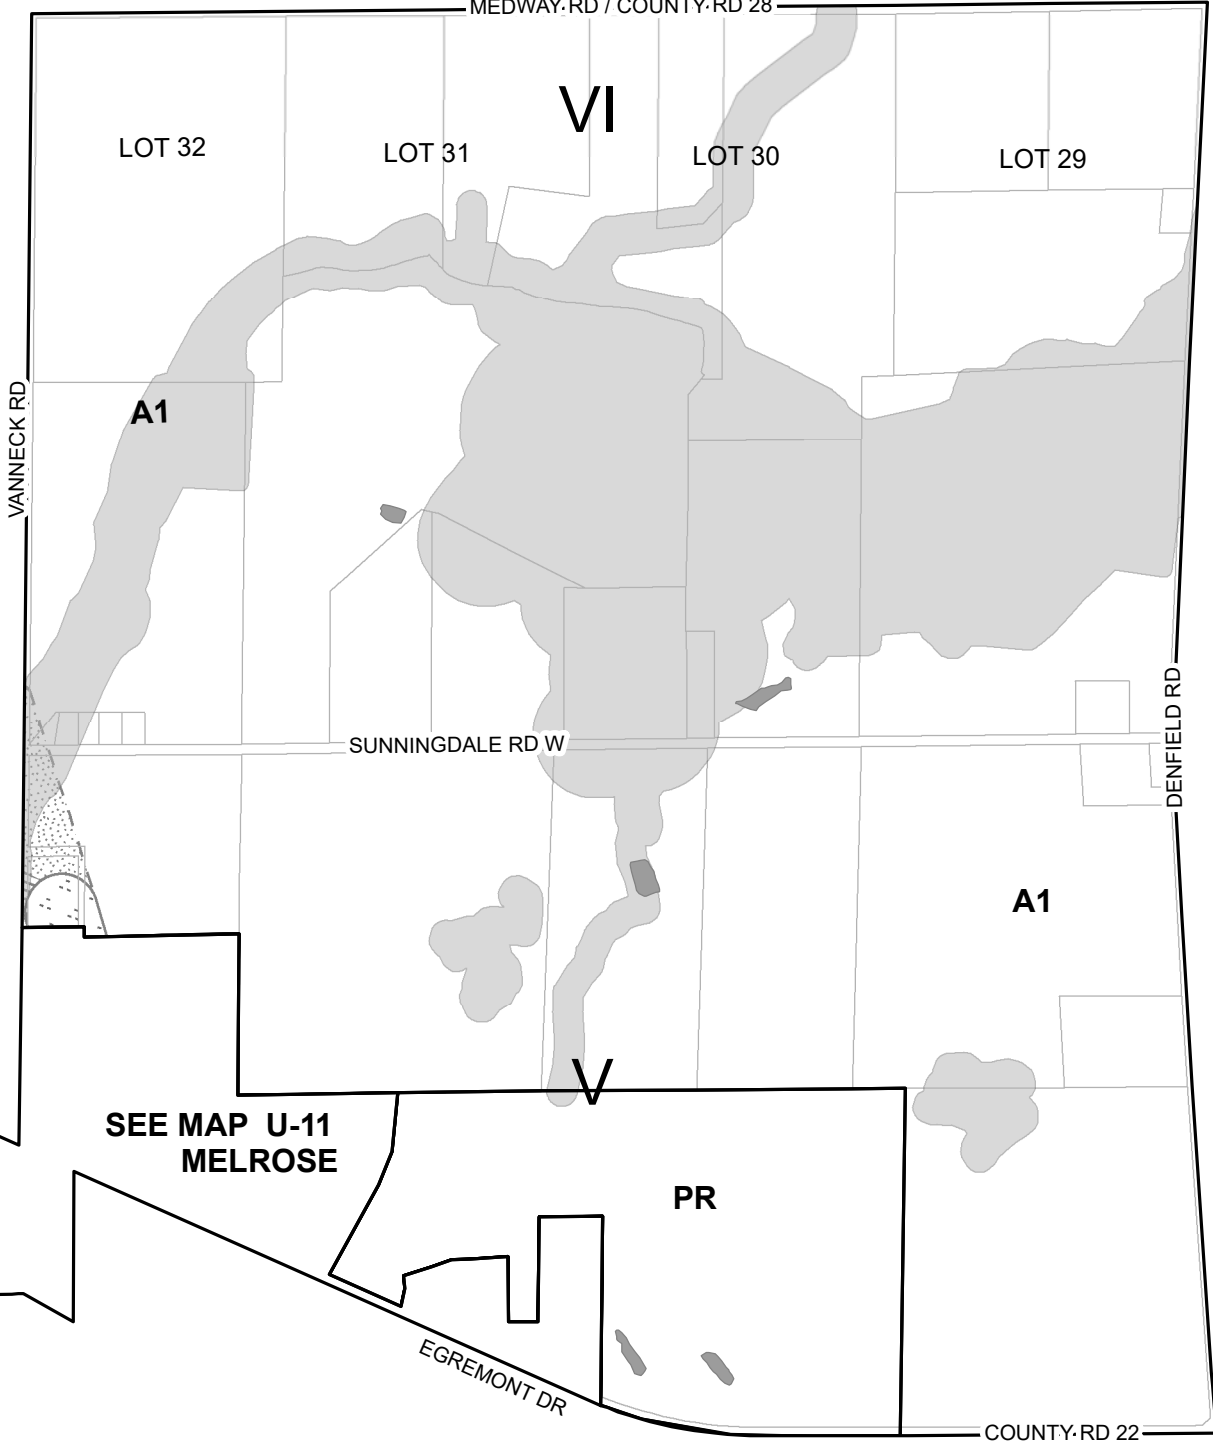 MEDWAY RD / COUNTY RD 28
VI
LOT 32
LOT 31
LOT 30
LOT 29
VANNECK RD
A1
DENFIELD RD
SUNNINGDALE RD W
A1
V
SEE MAP U-11
MELROSE
PR
EGREMONT DR
COUNTY RD 22